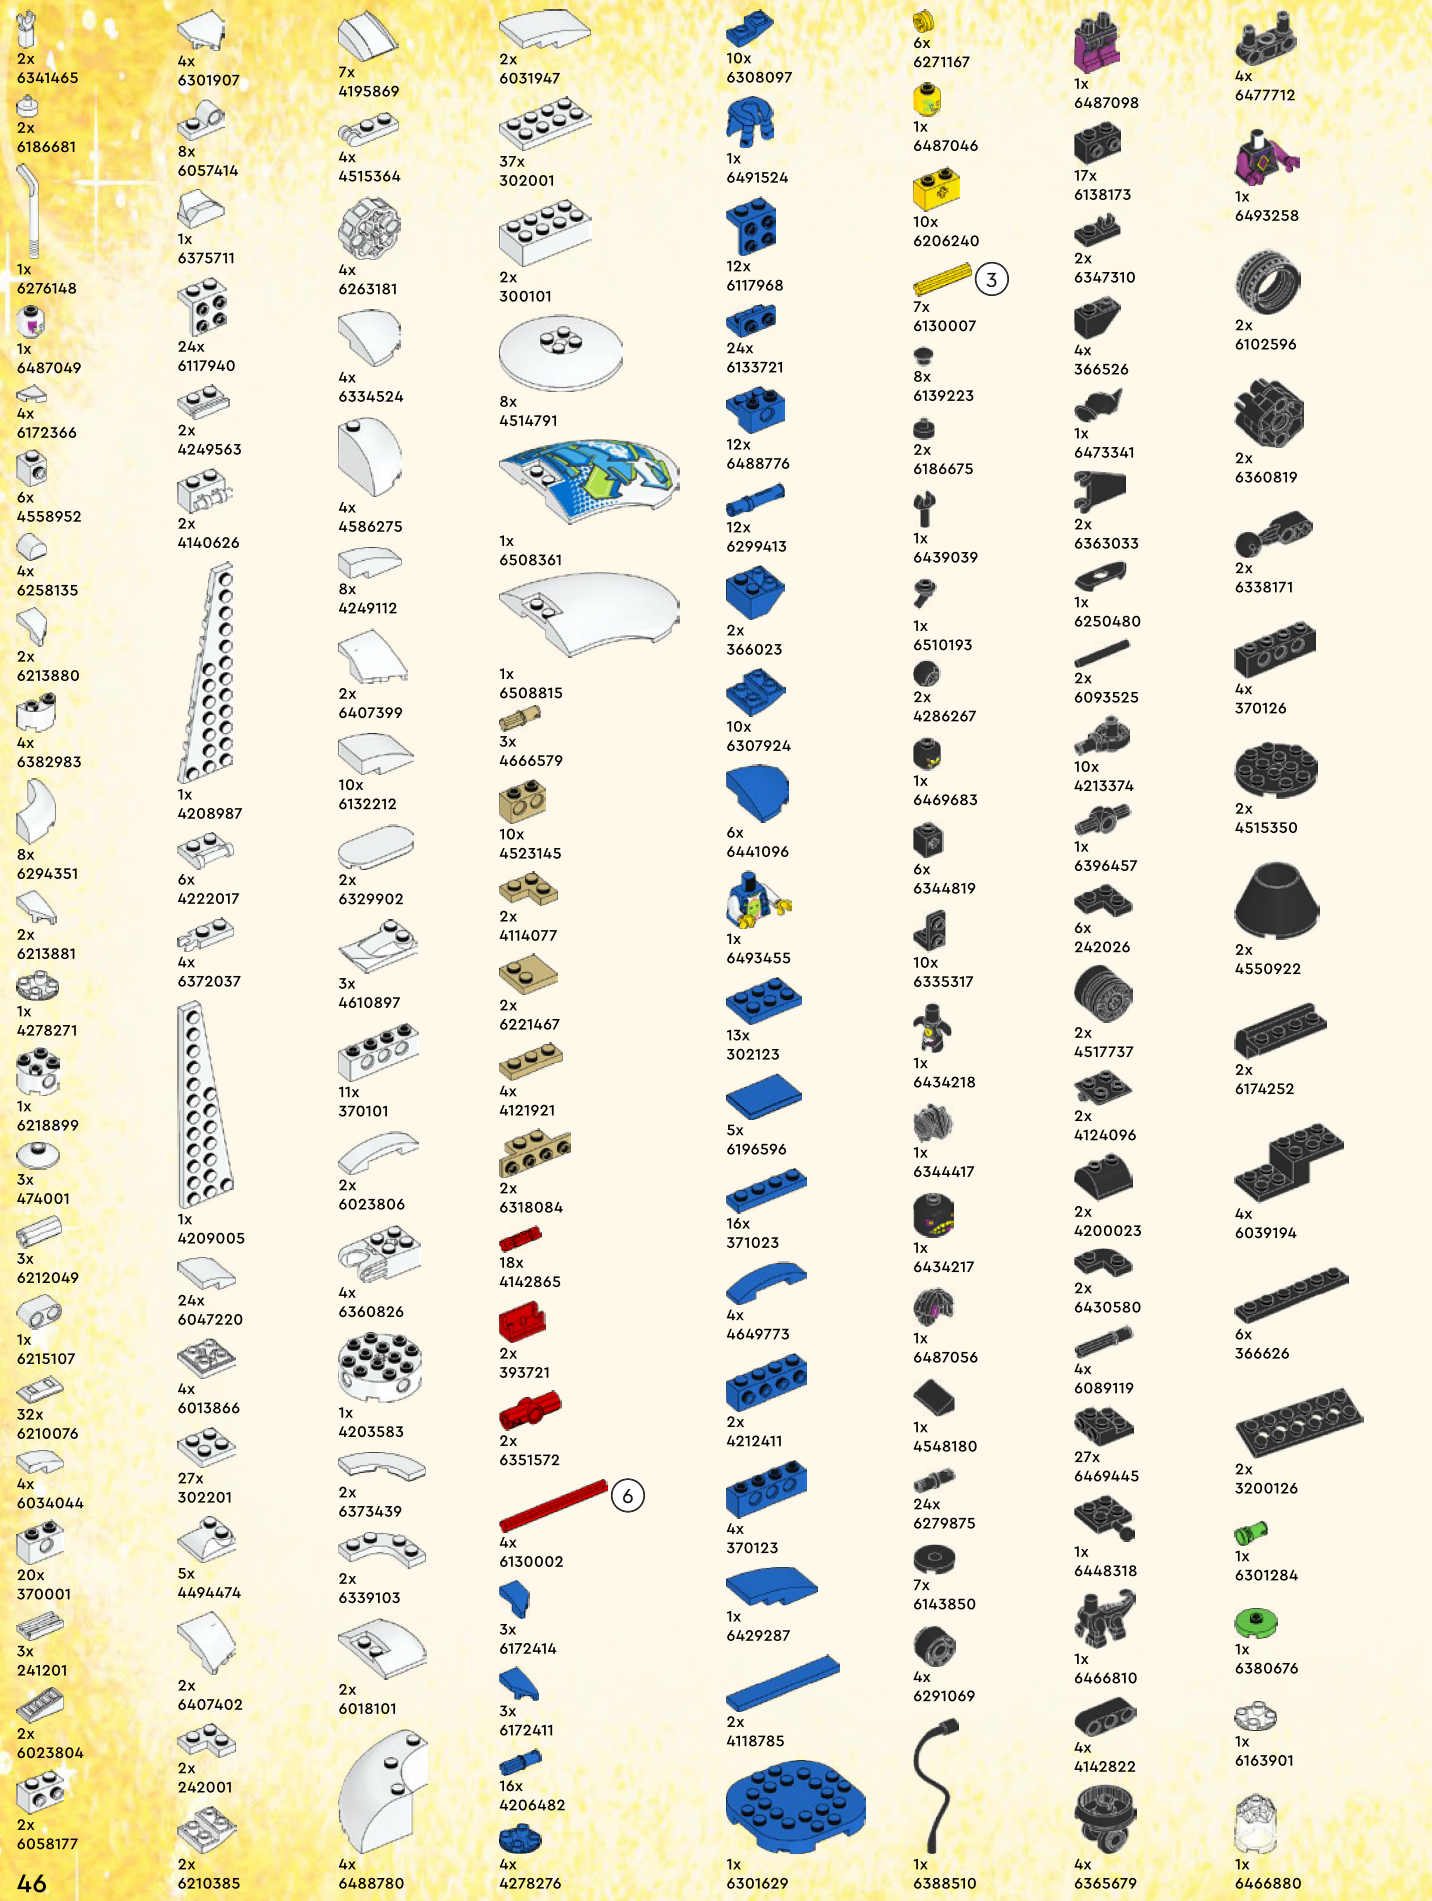 2x
6341465
2x
6186681
1x
6276148
1x
6487049
4x
6172366
6x
4558952
4x
6258135
2x
6213880
4x
6382983
8x
6294351
2x
6213881
1x
4278271
1x
6218899
3x
474001
3x
6212049
1x
6215107
32x
6210076
4x
6034044
20x
370001
3x
241201
2x
6023804
2x
6058177
46
4x
6301907
8x
6057414
1x
6375711
24x
6117940
2x
4249563
2x
4140626
1x
4208987
6x
4222017
4x
6372037
1x
4209005
24x
6047220
4x
6013866
27x
302201
5x
4494474
2x
6407402
2x
242001
2x
6210385
7x
4195869
4x
4515364
4x
6263181
4x
6334524
4x
4586275
8x
4249112
2x
6407399
10x
6132212
2x
6329902
3x
4610897
11x
370101
2x
6023806
4x
6360826
1x
4203583
2x
6373439
2x
6339103
2x
6018101
4x
6488780
2x
6031947
37x
302001
2x
300101
8x
4514791
1x
6508361
1x
6508815
3x
4666579
10x
4523145
2x
4114077
2x
6221467
4x
4121921
2x
6318084
18x
4142865
2x
393721
2x
6351572
6
4x
6130002
3x
6172414
3x
6172411
16x
4206482
4x
4278276
10x
6308097
1x
6491524
12x
6117968
24x
6133721
12x
6488776
12x
6299413
2x
366023
10x
6307924
6x
6441096
1x
6493455
13x
302123
5x
6196596
16x
371023
4x
4649773
2x
4212411
4x
370123
1x
6429287
2x
4118785
1x
6301629
6x
6271167
1x
6487046
10x
6206240
3
7x
6130007
8x
6139223
2x
6186675
1x
6439039
1x
6510193
2x
4286267
1x
6469683
6x
6344819
10x
6335317
1x
6434218
1x
6344417
1x
6434217
1x
6487056
1x
4548180
24x
6279875
7x
6143850
4x
6291069
1x
6388510
1x
6487098
17x
6138173
2x
6347310
4x
366526
1x
6473341
2x
6363033
1x
6250480
2x
6093525
10x
4213374
1x
6396457
6x
242026
2x
4517737
2x
4124096
2x
4200023
2x
6430580
4x
6089119
27x
6469445
1x
6448318
1x
6466810
4x
4142822
4x
6365679
4x
6477712
1x
6493258
2x
6102596
2x
6360819
2x
6338171
4x
370126
2x
4515350
2x
4550922
2x
6174252
4x
6039194
6x
366626
2x
3200126
1x
6301284
1x
6380676
1x
6163901
1x
6466880